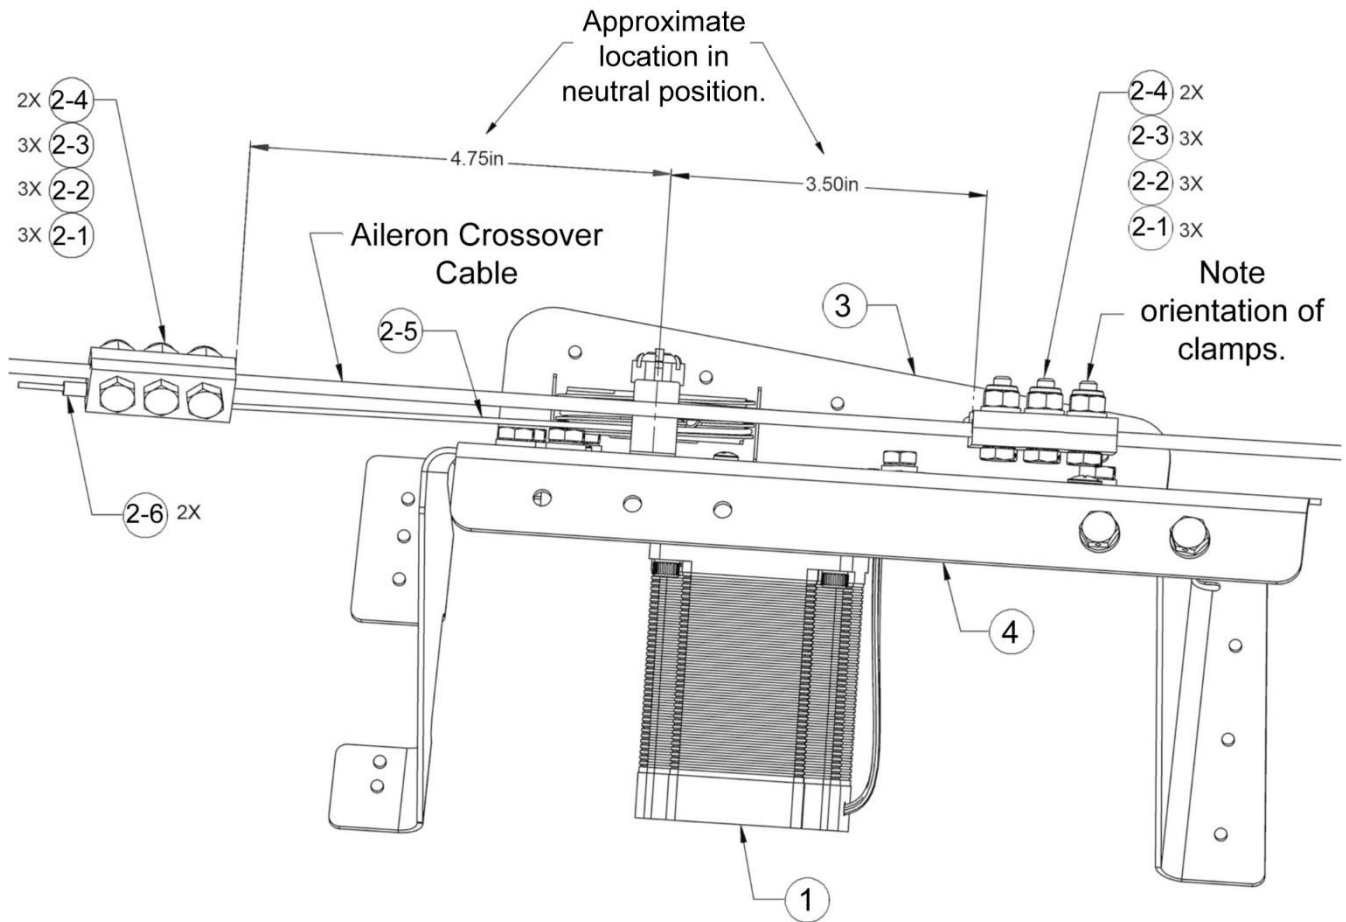 Approximate
location in
neutral position.
2X 2-4
3X 2-3
3X 2-2
3X 2-1
2-4 2X
2-3 3X
2-2 3X
2-1 3X
4.75in
3.50in
Aileron Crossover
Cable
Note
orientation of
clamps.
3
2-5
2-6 2X
4
1